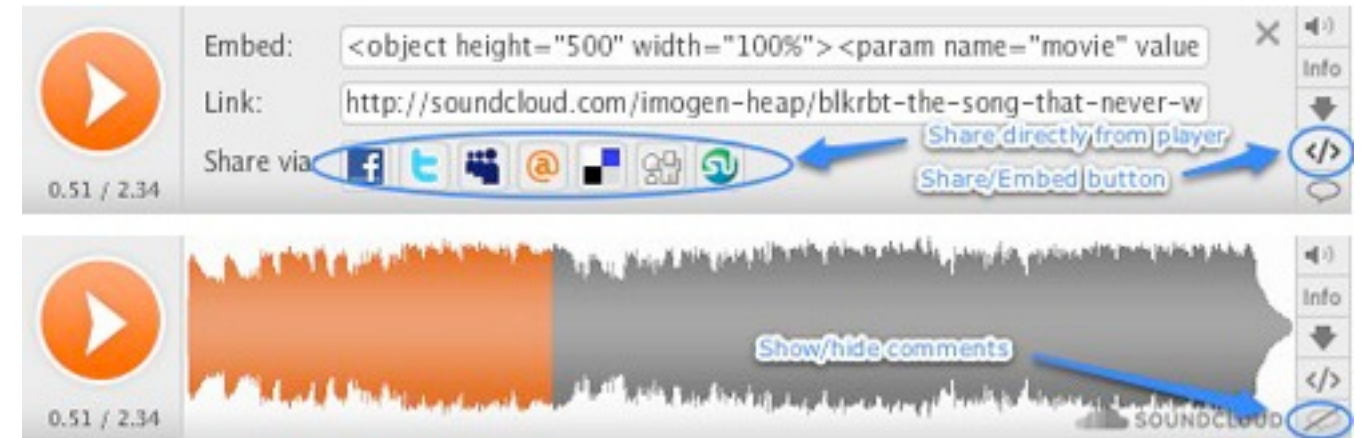 Embed: <object height="500" width="100%"><param name="movie" value
Info
Link: http://soundcloud.com/imogen-heap/blkrbt-the-song-that-never-w
Share directly from player
Share via
</>
Share/Embed button
0.51 / 2.34
Info
Show/hide comments
</>
0.51 / 2.34
SOUNDCLOUD